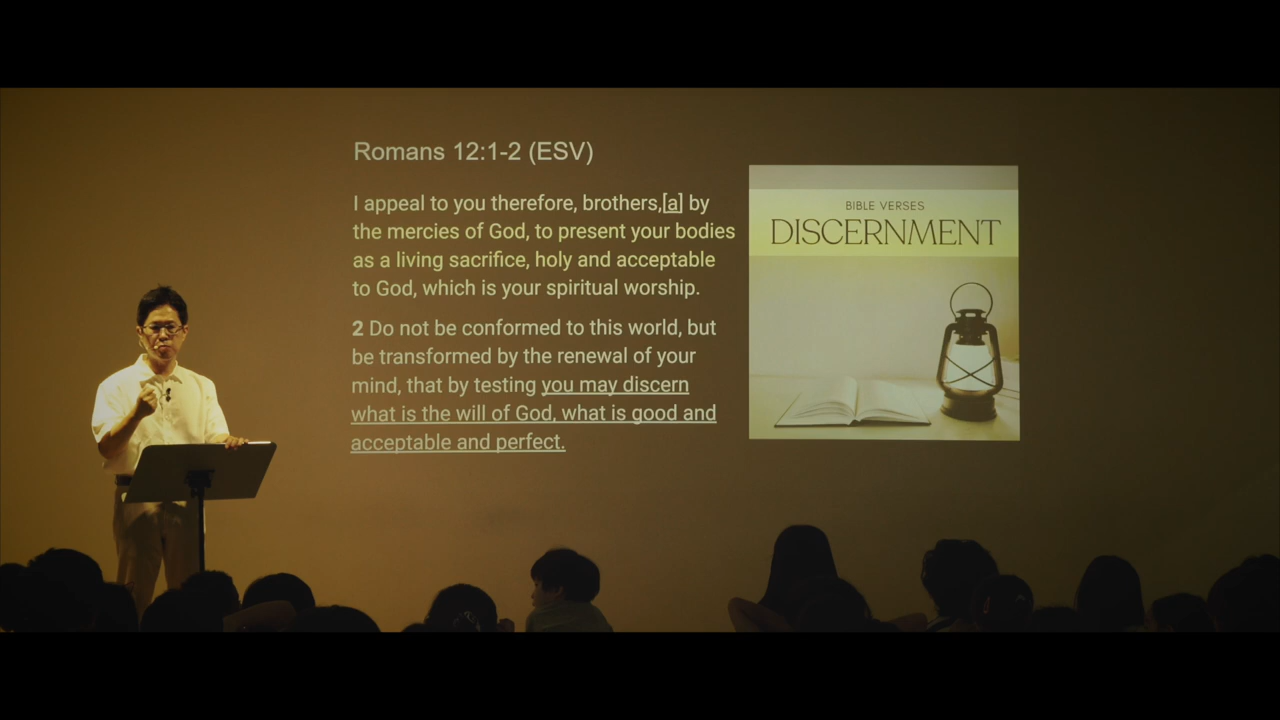 Romans 12:1-2 (ESV)
I appeal to you therefore, brothers,[a] by
the mercies of God, to present your bodies
as a living sacrifice, holy and acceptable
to God, which is your spiritual worship.
2 Do not be conformed to this world, but
be transformed by the renewal of your
mind, that by testing you may discern
what is the will of God, what is good and
acceptable and perfect.
BIBLE VERSES
DISCERNMENT